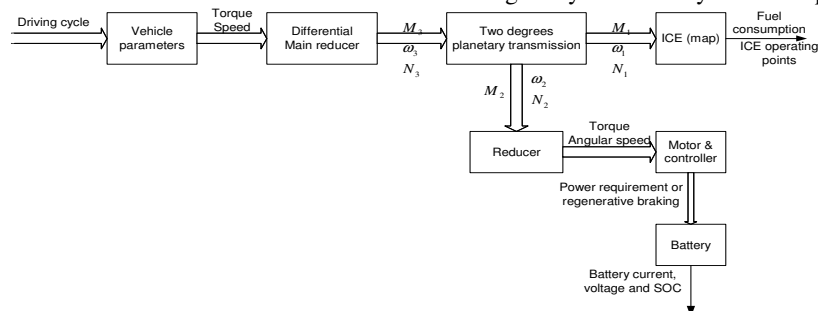 Torque
Speed
Driving cycle
Vehicle
parameters
Differential
Main reducer
M₃
ω₃
N₃
Two degrees
planetary transmission
M₁
ω₁
N₁
ICE (map)
Fuel
consumption
ICE operating
points
M₂
ω₂
N₂
Reducer
Torque
Angular speed
Motor &
controller
Power requirement or
regenerative braking
Battery
Battery current,
voltage and SOC